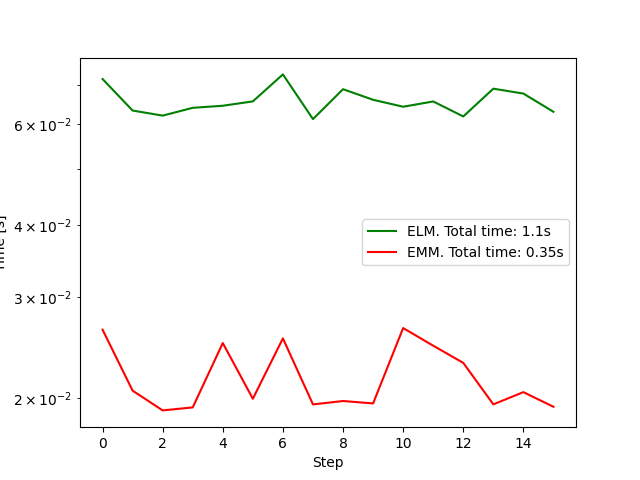 6 × 10⁻²
4 × 10⁻²
3 × 10⁻²
2 × 10⁻²
Time [s]
ELM. Total time: 1.1s
EMM. Total time: 0.35s
0 2 4 6 8 10 12 14
Step